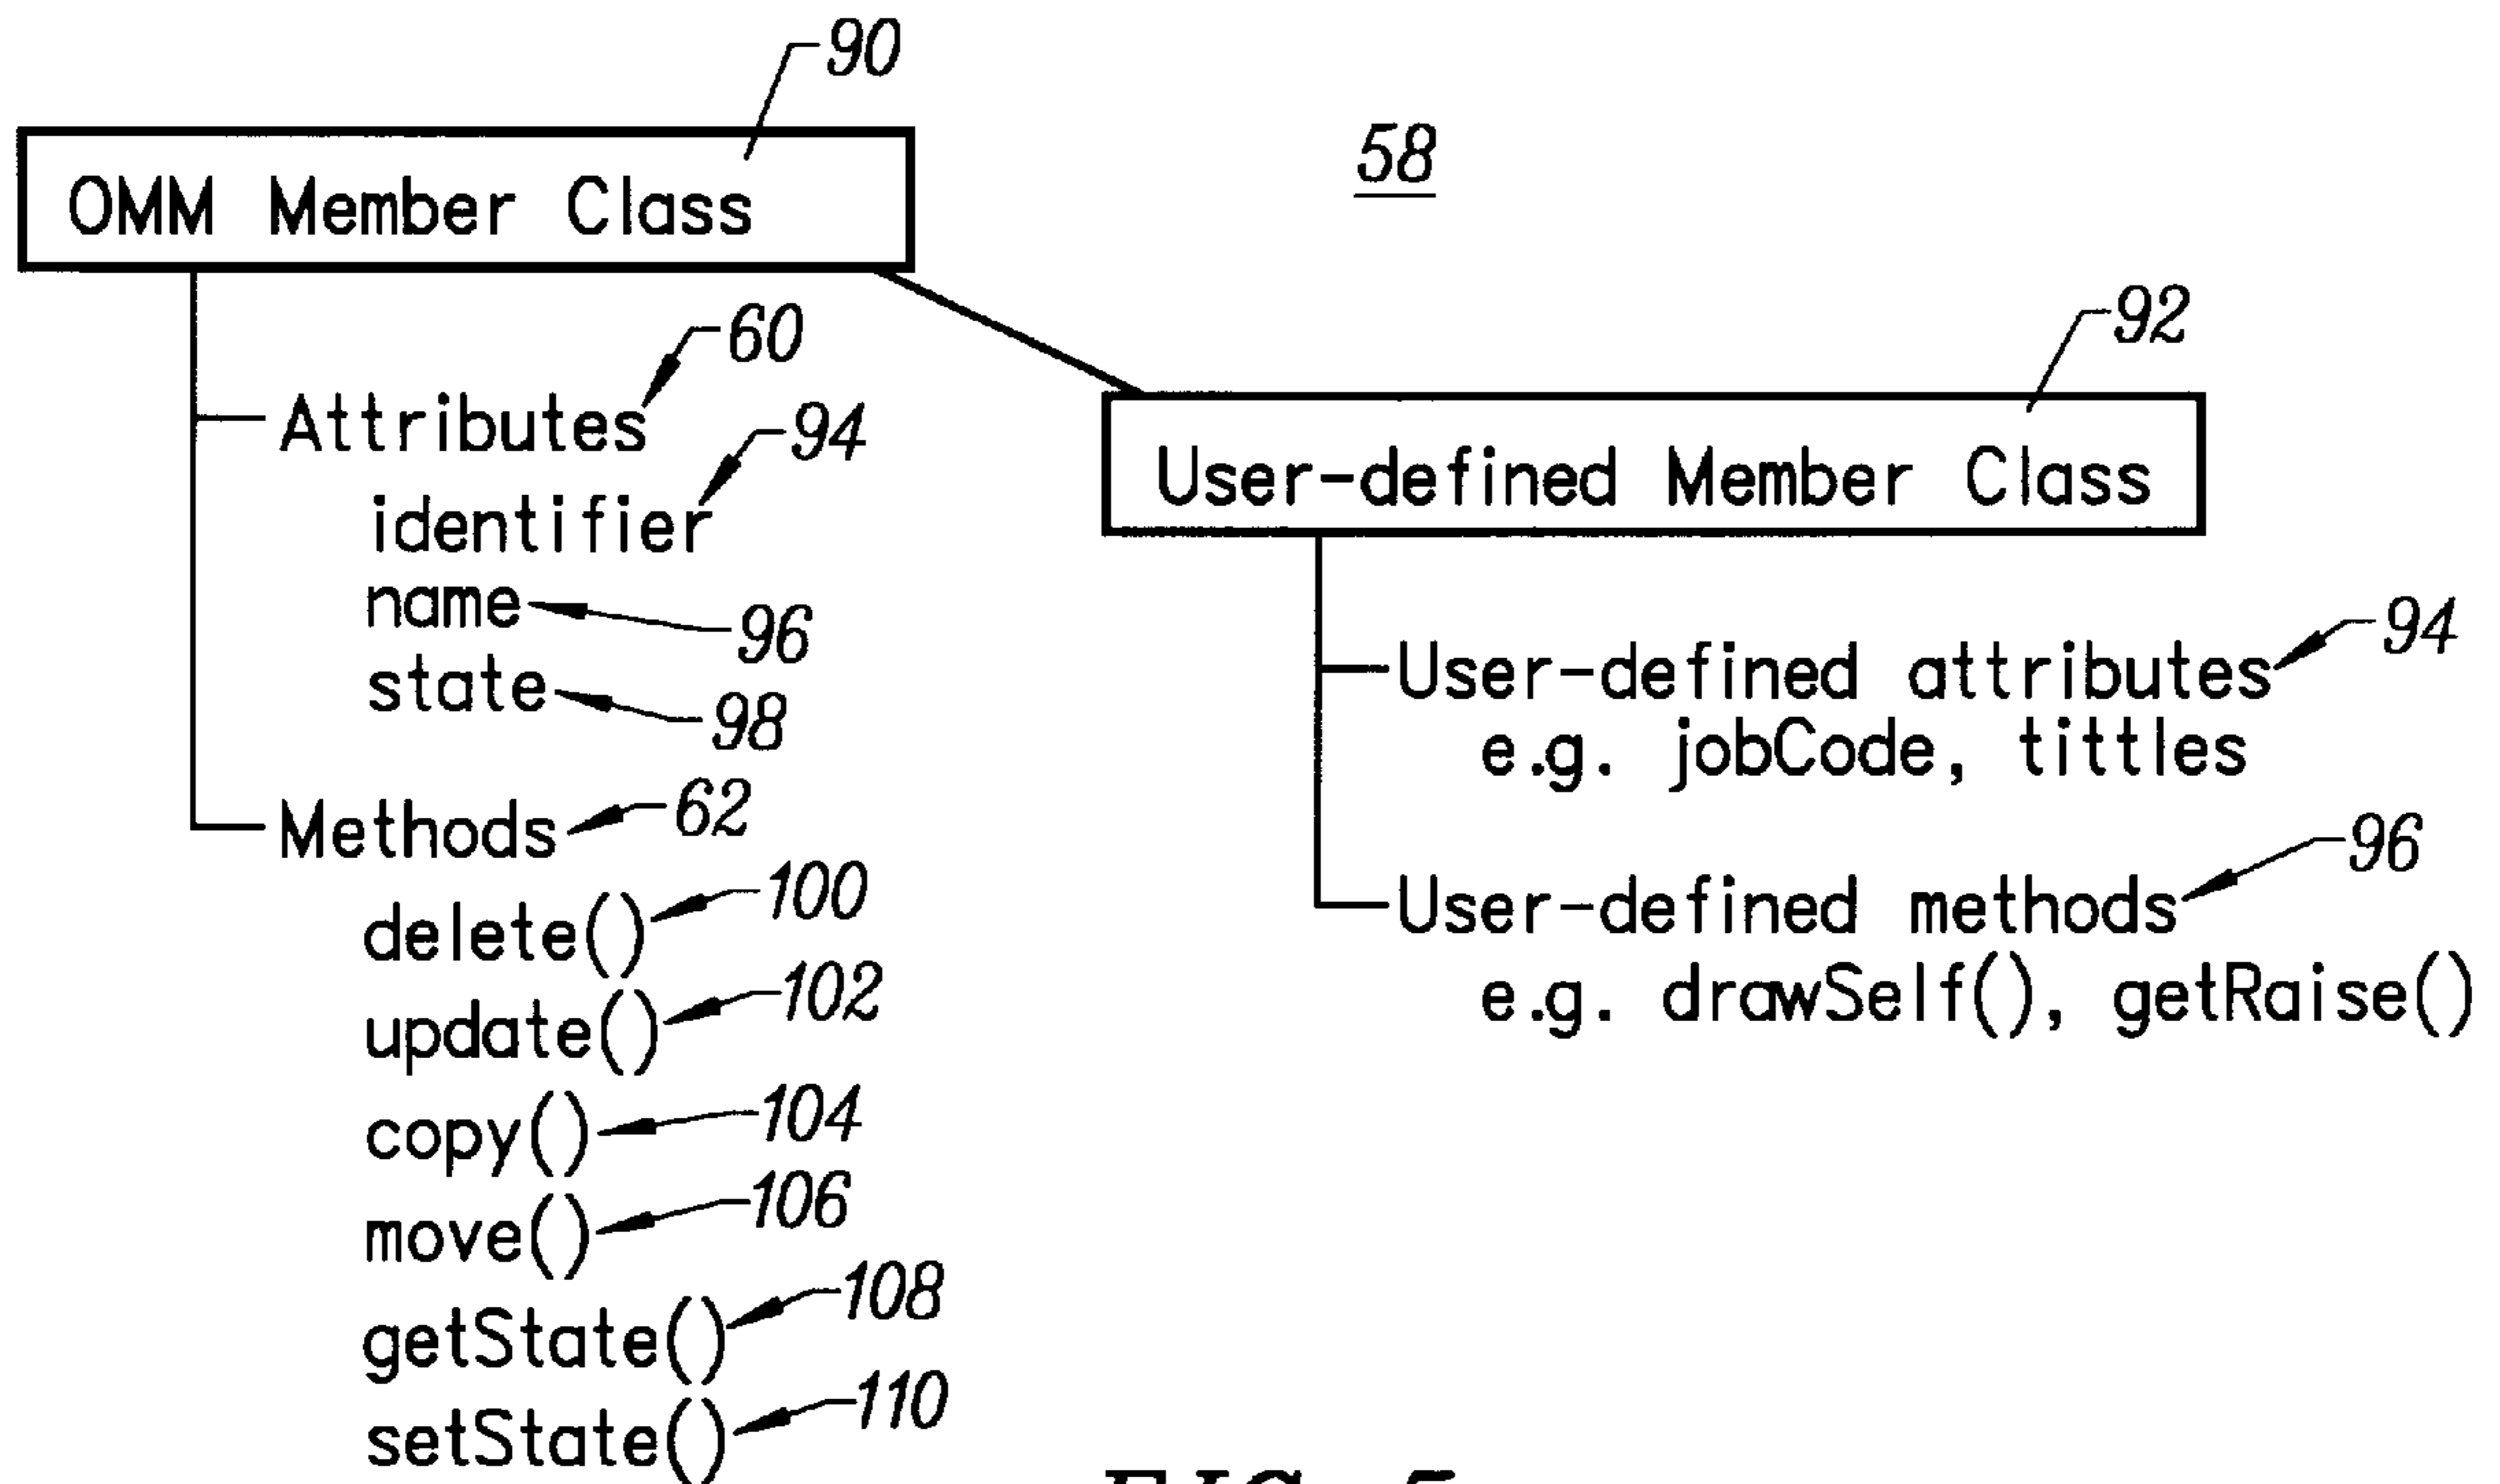 90
OMM Member Class
58
60
Attributes
94
identifier
name
96
state
98
Methods 62
delete() 100
update() 102
copy() 104
move() 106
getState() 108
setState() 110
92
User-defined Member Class
94
User-defined attributes
e.g. jobCode, tittles
96
User-defined methods
e.g. drawSelf(), getRaise()